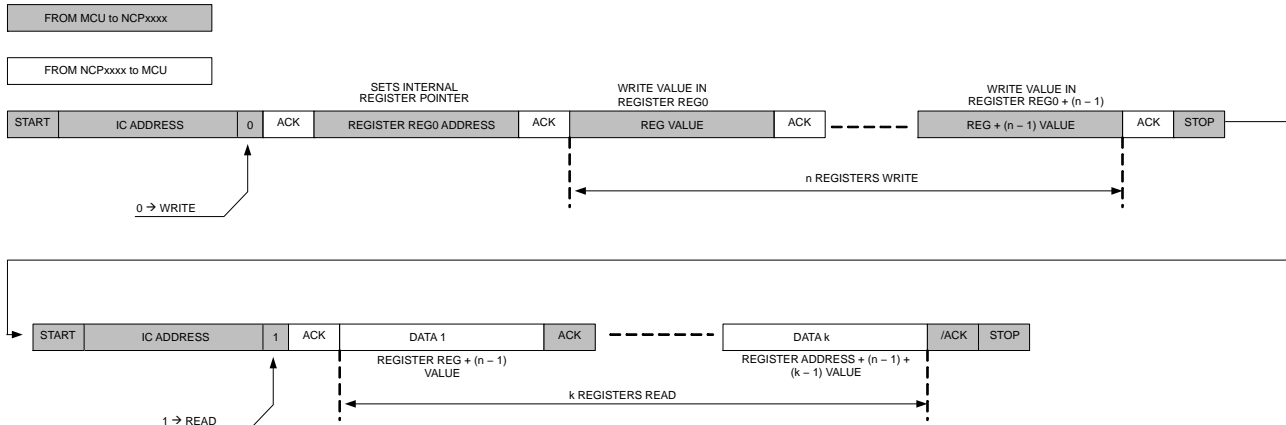 FROM MCU to NCPxxxx
FROM NCPxxxx to MCU
SETS INTERNAL
REGISTER POINTER
WRITE VALUE IN
REGISTER REG0
WRITE VALUE IN
REGISTER REG0 + (n − 1)
START IC ADDRESS 0 ACK REGISTER REG0 ADDRESS ACK REG VALUE ACK REG + (n − 1) VALUE ACK STOP
n REGISTERS WRITE
0 → WRITE
START IC ADDRESS 1 ACK DATA 1 ACK DATA k /ACK STOP
REGISTER REG + (n − 1)
VALUE
REGISTER ADDRESS + (n − 1) +
(k − 1) VALUE
k REGISTERS READ
1 → READ